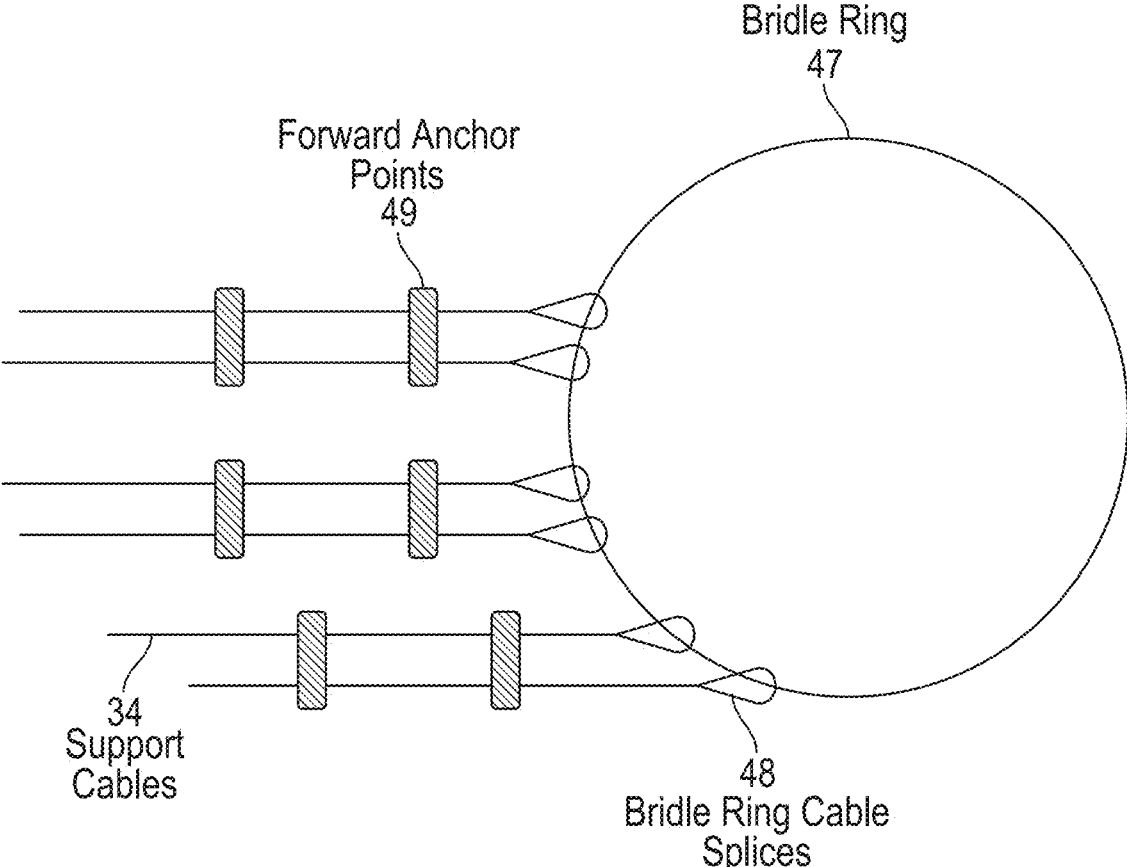 Bridle Ring
47
Forward Anchor
Points
49
34
Support
Cables
48
Bridle Ring Cable
Splices